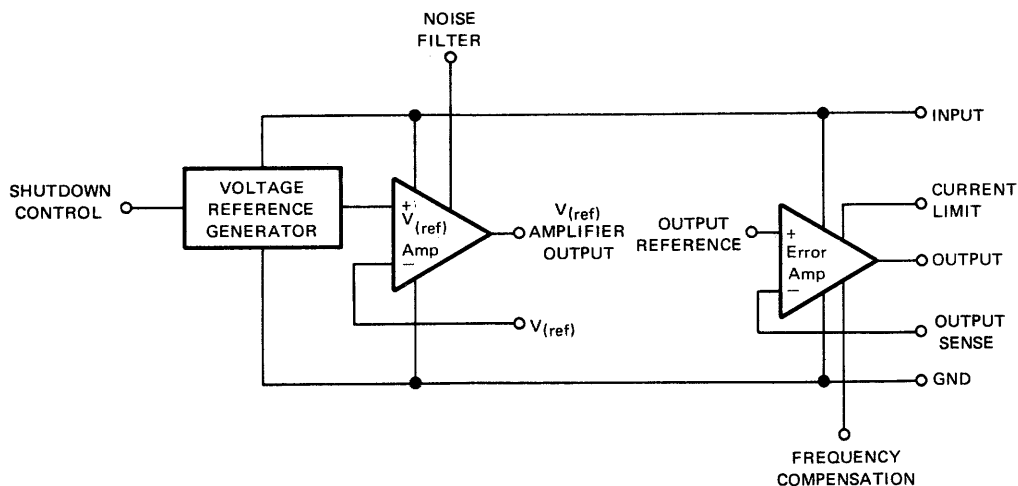 NOISE
FILTER
INPUT
SHUTDOWN
CONTROL
VOLTAGE
REFERENCE
GENERATOR
+
V(ref)
Amp
−
V(ref)
AMPLIFIER
OUTPUT
V(ref)
OUTPUT
REFERENCE
+
Error
Amp
−
CURRENT
LIMIT
OUTPUT
OUTPUT
SENSE
GND
FREQUENCY
COMPENSATION